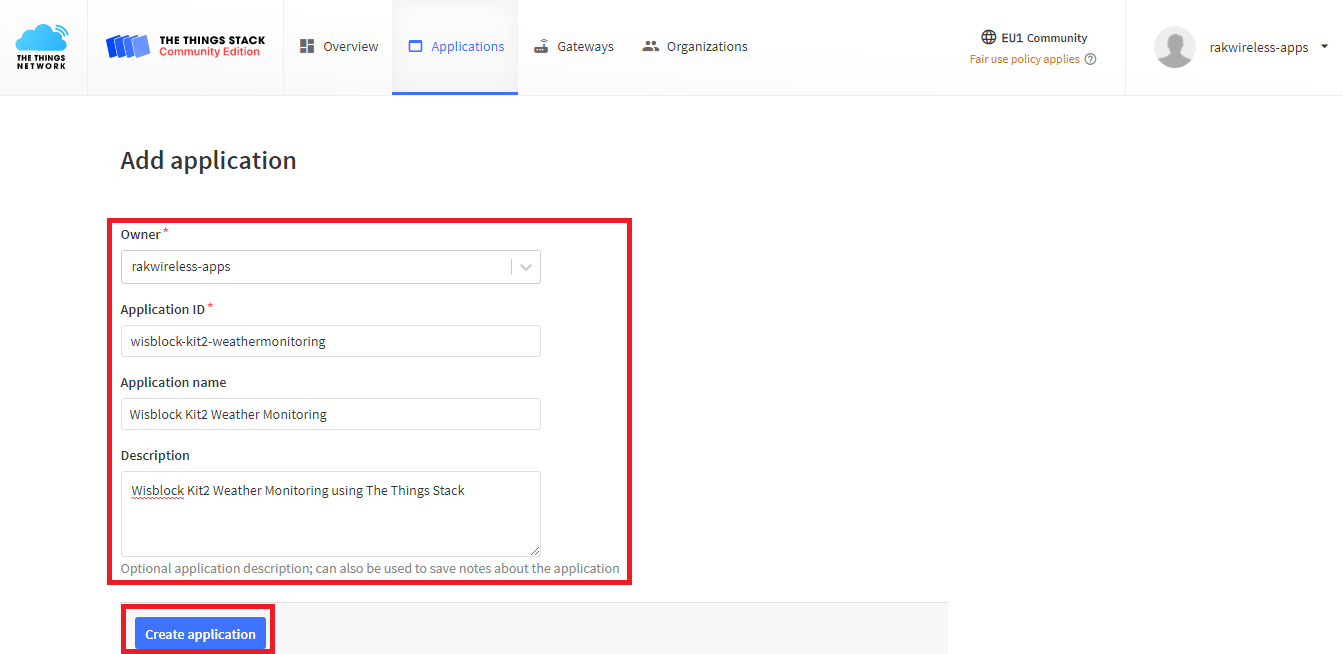 THE THINGS
NETWORK
THE THINGS STACK
Community Edition
Overview
Applications
Gateways
Organizations
EU1 Community
Fair use policy applies
rakwireless-apps
Add application
Owner*
rakwireless-apps
Application ID*
wisblock-kit2-weathermonitoring
Application name
Wisblock Kit2 Weather Monitoring
Description
Wisblock Kit2 Weather Monitoring using The Things Stack
Optional application description; can also be used to save notes about the application
Create application